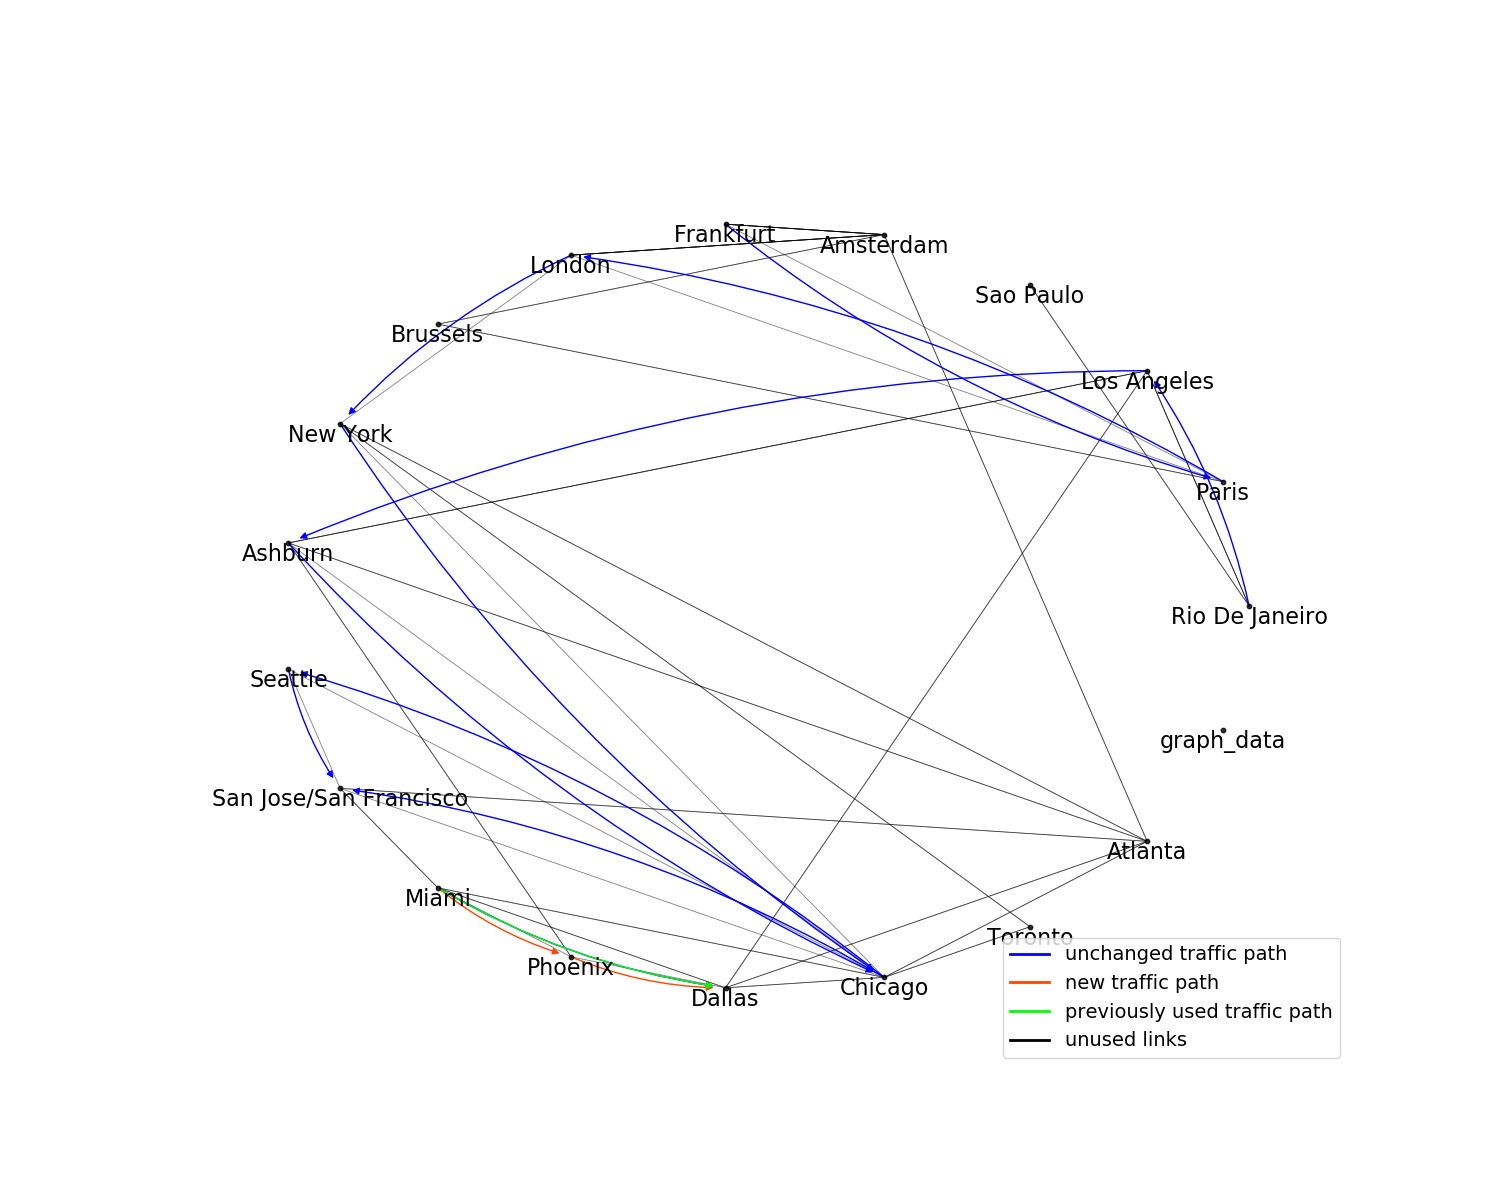 Frankfurt
Amsterdam
London
Sao Paulo
Brussels
Los Angeles
New York
Paris
Ashburn
Rio De Janeiro
Seattle
graph_data
San Jose/San Francisco
Atlanta
Miami
Toronto
Phoenix
Chicago
Dallas
unchanged traffic path
new traffic path
previously used traffic path
unused links